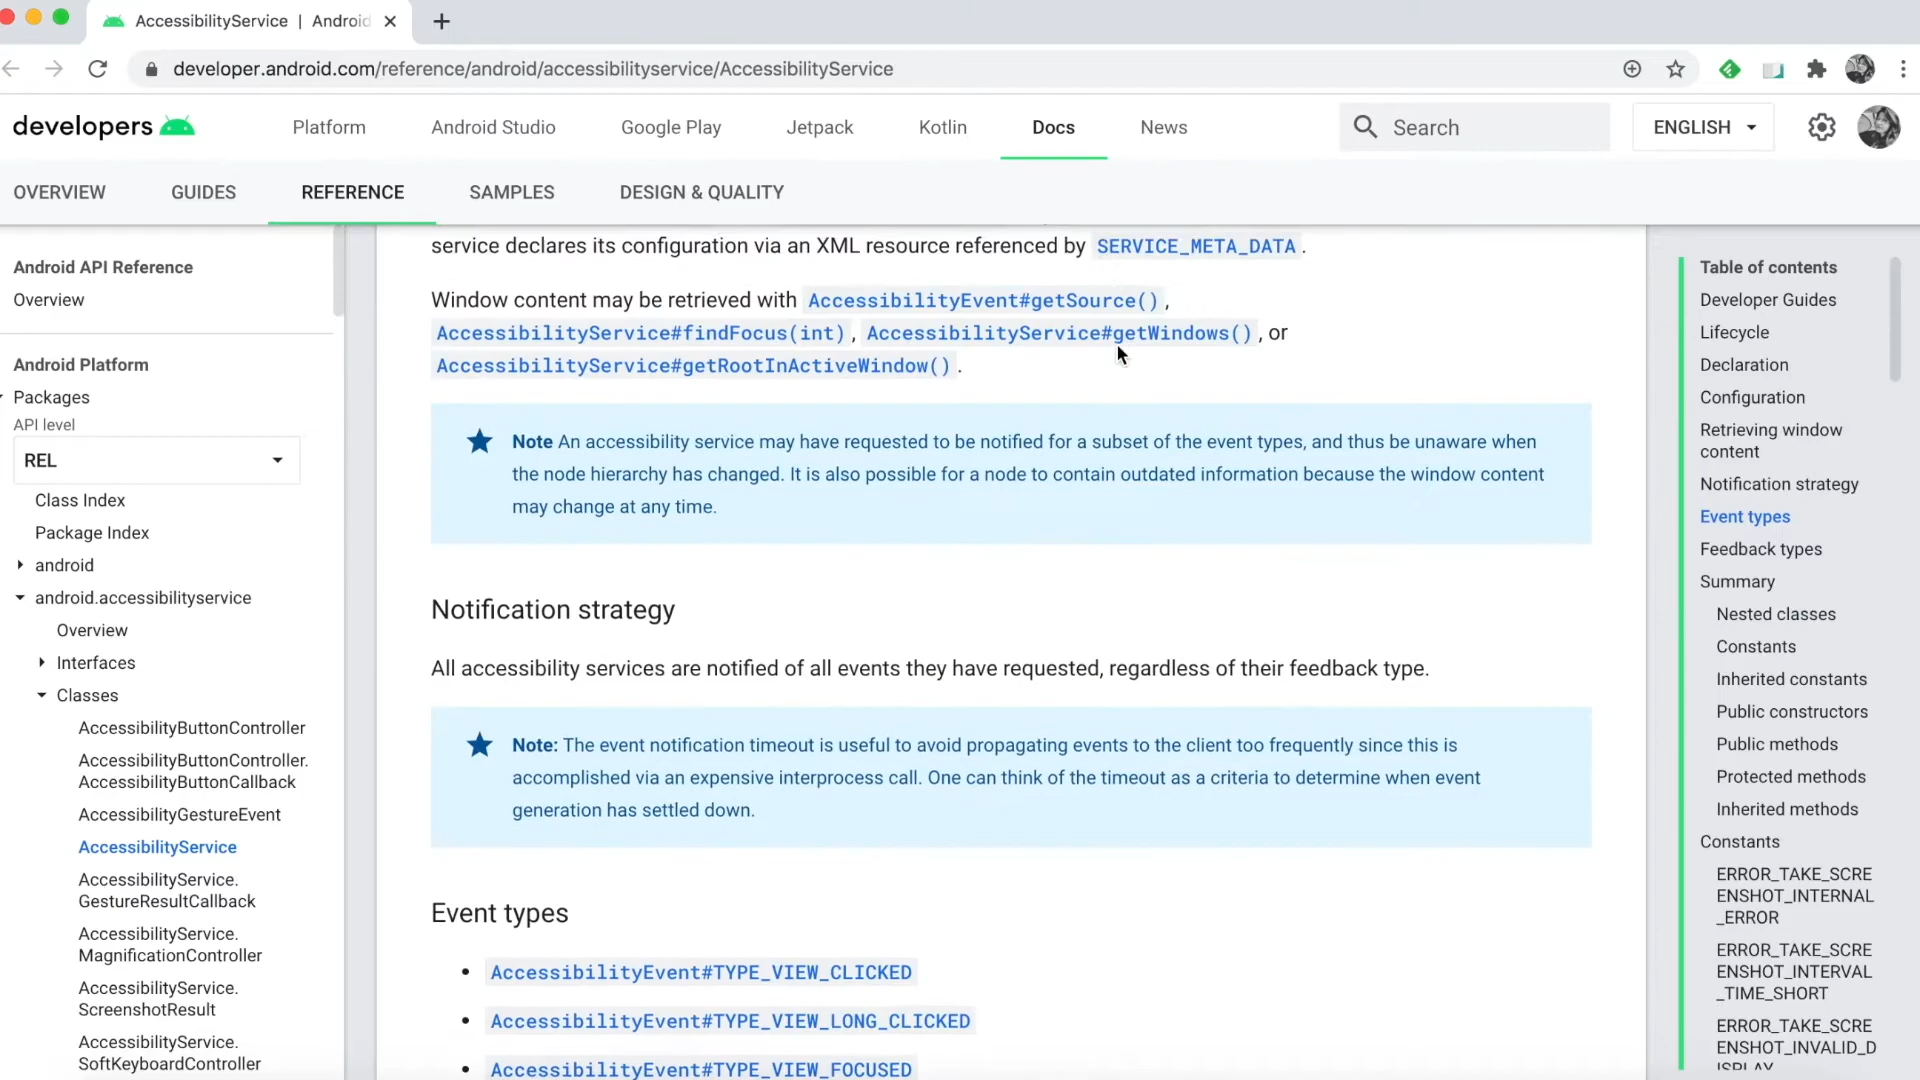 AccessibilityService | Android
developer.android.com/reference/android/accessibilityservice/AccessibilityService
developers
Platform
Android Studio
Google Play
Jetpack
Kotlin
Docs
News
Search
ENGLISH
OVERVIEW
GUIDES
REFERENCE
SAMPLES
DESIGN & QUALITY
Android API Reference
Overview
Android Platform
Packages
API level
REL
Class Index
Package Index
android
android.accessibilityservice
Overview
Interfaces
Classes
AccessibilityButtonController
AccessibilityButtonController.
AccessibilityButtonCallback
AccessibilityGestureEvent
AccessibilityService
AccessibilityService.
GestureResultCallback
AccessibilityService.
MagnificationController
AccessibilityService.
ScreenshotResult
AccessibilityService.
SoftKeyboardController
service declares its configuration via an XML resource referenced by SERVICE_META_DATA.
Window content may be retrieved with AccessibilityEvent#getSource(),
AccessibilityService#findFocus(int), AccessibilityService#getWindows(), or
AccessibilityService#getRootInActiveWindow().
Note An accessibility service may have requested to be notified for a subset of the event types, and thus be unaware when
the node hierarchy has changed. It is also possible for a node to contain outdated information because the window content
may change at any time.
Notification strategy
All accessibility services are notified of all events they have requested, regardless of their feedback type.
Note: The event notification timeout is useful to avoid propagating events to the client too frequently since this is
accomplished via an expensive interprocess call. One can think of the timeout as a criteria to determine when event
generation has settled down.
Event types
• AccessibilityEvent#TYPE_VIEW_CLICKED
• AccessibilityEvent#TYPE_VIEW_LONG_CLICKED
• AccessibilityEvent#TYPE_VIEW_FOCUSED
Table of contents
Developer Guides
Lifecycle
Declaration
Configuration
Retrieving window
content
Notification strategy
Event types
Feedback types
Summary
Nested classes
Constants
Inherited constants
Public constructors
Public methods
Protected methods
Inherited methods
Constants
ERROR_TAKE_SCRE
ENSHOT_INTERNAL
_ERROR
ERROR_TAKE_SCRE
ENSHOT_INTERVAL
_TIME_SHORT
ERROR_TAKE_SCRE
ENSHOT_INVALID_D
ISPLAY